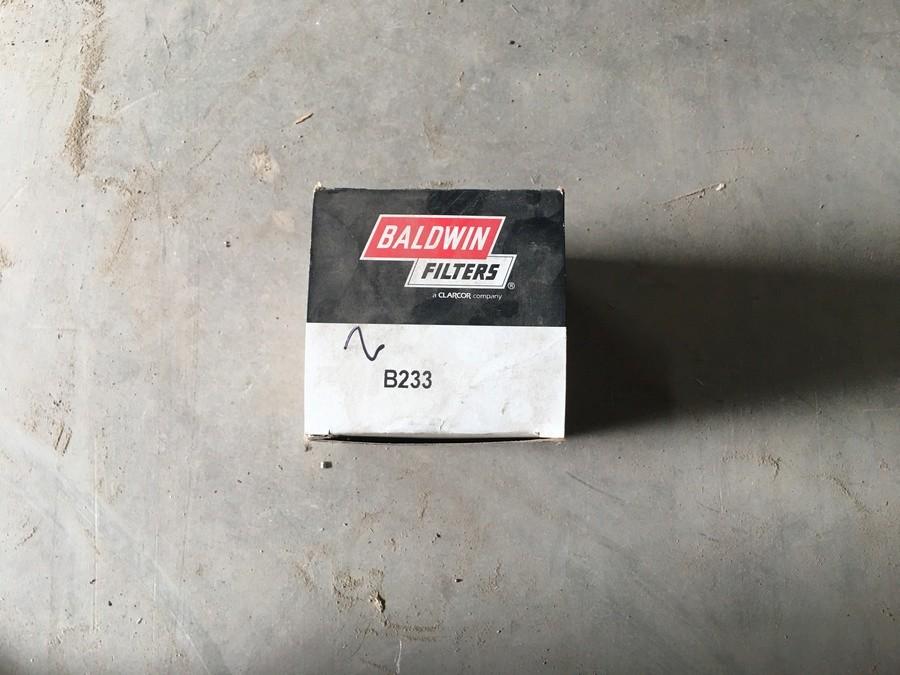 BALDWIN
FILTERS®
a CLARCOR company
B233